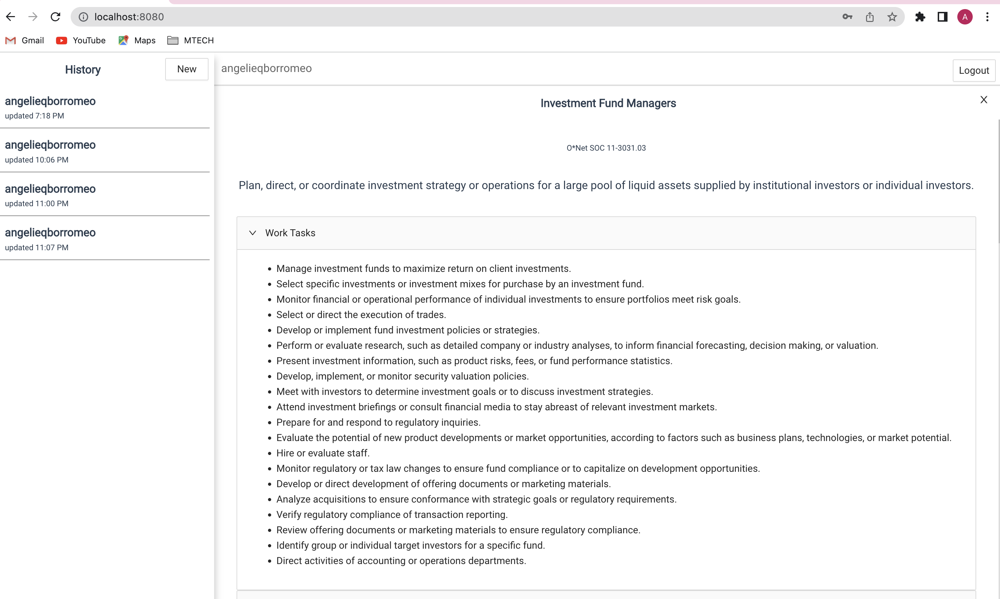 localhost:8080
A
Gmail
YouTube
Maps
MTECH
History
New
angelieqborromeo
updated 7:18 PM
angelieqborromeo
updated 10:06 PM
angelieqborromeo
updated 11:00 PM
angelieqborromeo
updated 11:07 PM
angelieqborromeo
Logout
Investment Fund Managers
X
O*Net SOC 11-3031.03
Plan, direct, or coordinate investment strategy or operations for a large pool of liquid assets supplied by institutional investors or individual investors.
Work Tasks
• Manage investment funds to maximize return on client investments.
• Select specific investments or investment mixes for purchase by an investment fund.
• Monitor financial or operational performance of individual investments to ensure portfolios meet risk goals.
• Select or direct the execution of trades.
• Develop or implement fund investment policies or strategies.
• Perform or evaluate research, such as detailed company or industry analyses, to inform financial forecasting, decision making, or valuation.
• Present investment information, such as product risks, fees, or fund performance statistics.
• Develop, implement, or monitor security valuation policies.
• Meet with investors to determine investment goals or to discuss investment strategies.
• Attend investment briefings or consult financial media to stay abreast of relevant investment markets.
• Prepare for and respond to regulatory inquiries.
• Evaluate the potential of new product developments or market opportunities, according to factors such as business plans, technologies, or market potential.
• Hire or evaluate staff.
• Monitor regulatory or tax law changes to ensure fund compliance or to capitalize on development opportunities.
• Develop or direct development of offering documents or marketing materials.
• Analyze acquisitions to ensure conformance with strategic goals or regulatory requirements.
• Verify regulatory compliance of transaction reporting.
• Review offering documents or marketing materials to ensure regulatory compliance.
• Identify group or individual target investors for a specific fund.
• Direct activities of accounting or operations departments.